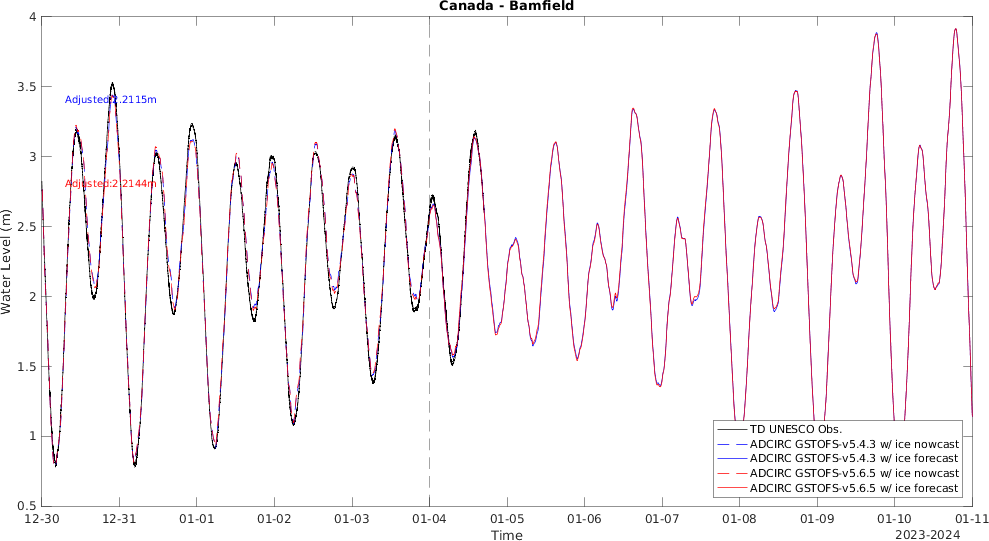 Canada - Bamfield
4
3.5
3
2.5
2
1.5
1
0.5
Water Level (m)
Adjusted:2.2115m
Adjusted:2.2144m
TD UNESCO Obs.
ADCIRC GSTOFS-v5.4.3 w/ ice nowcast
ADCIRC GSTOFS-v5.4.3 w/ ice forecast
ADCIRC GSTOFS-v5.6.5 w/ ice nowcast
ADCIRC GSTOFS-v5.6.5 w/ ice forecast
12-30 12-31 01-01 01-02 01-03 01-04 01-05 01-06 01-07 01-08 01-09 01-10 01-11
Time
2023-2024